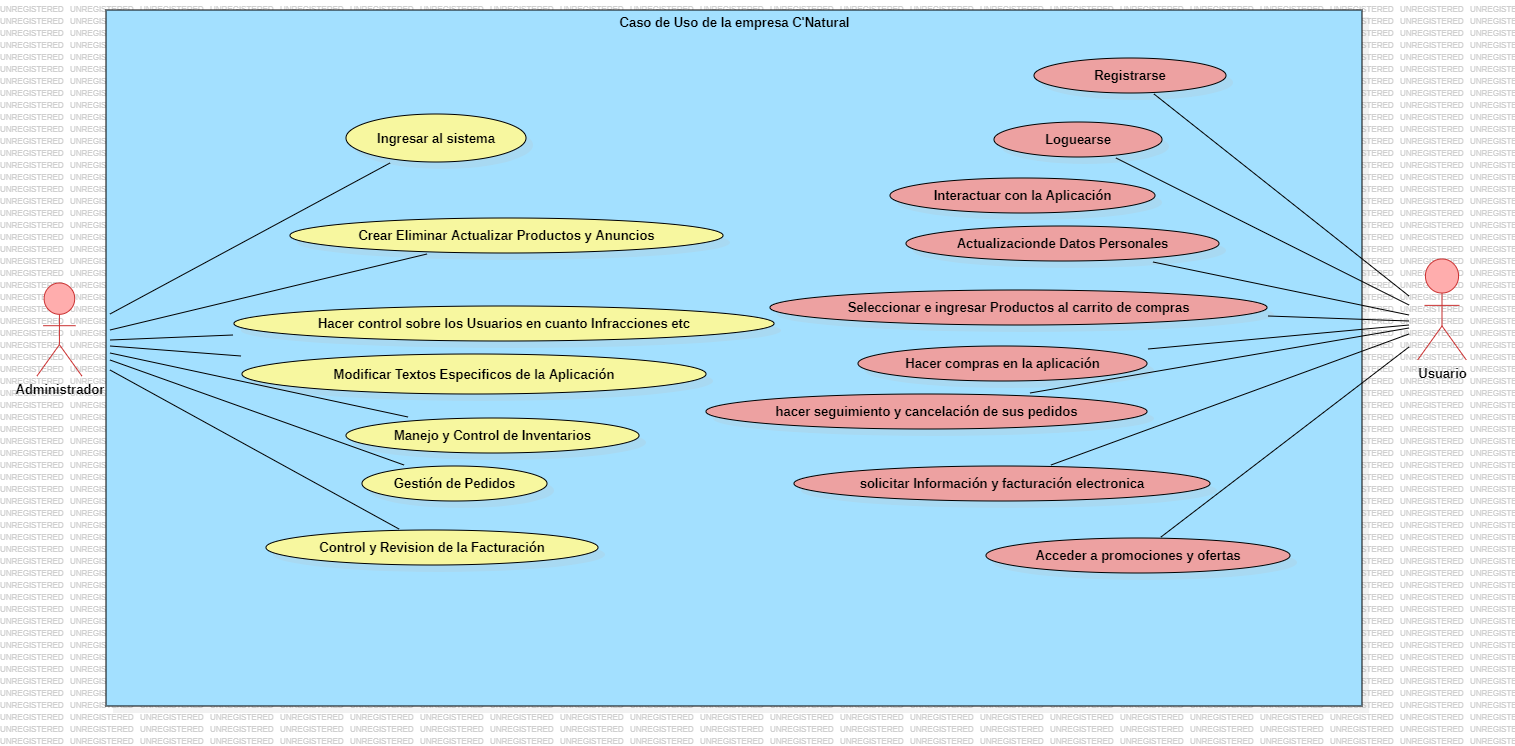 Caso de Uso de la empresa C'Natural
Registrarse
Ingresar al sistema
Loguearse
Interactuar con la Aplicación
Crear Eliminar Actualizar Productos y Anuncios
Actualizacionde Datos Personales
Seleccionar e ingresar Productos al carrito de compras
Hacer control sobre los Usuarios en cuanto Infracciones etc
Hacer compras en la aplicación
Modificar Textos Especificos de la Aplicación
Usuario
Administrador
hacer seguimiento y cancelación de sus pedidos
Manejo y Control de Inventarios
Gestión de Pedidos
solicitar Información y facturación electronica
Control y Revision de la Facturación
Acceder a promociones y ofertas
UNREGISTERED